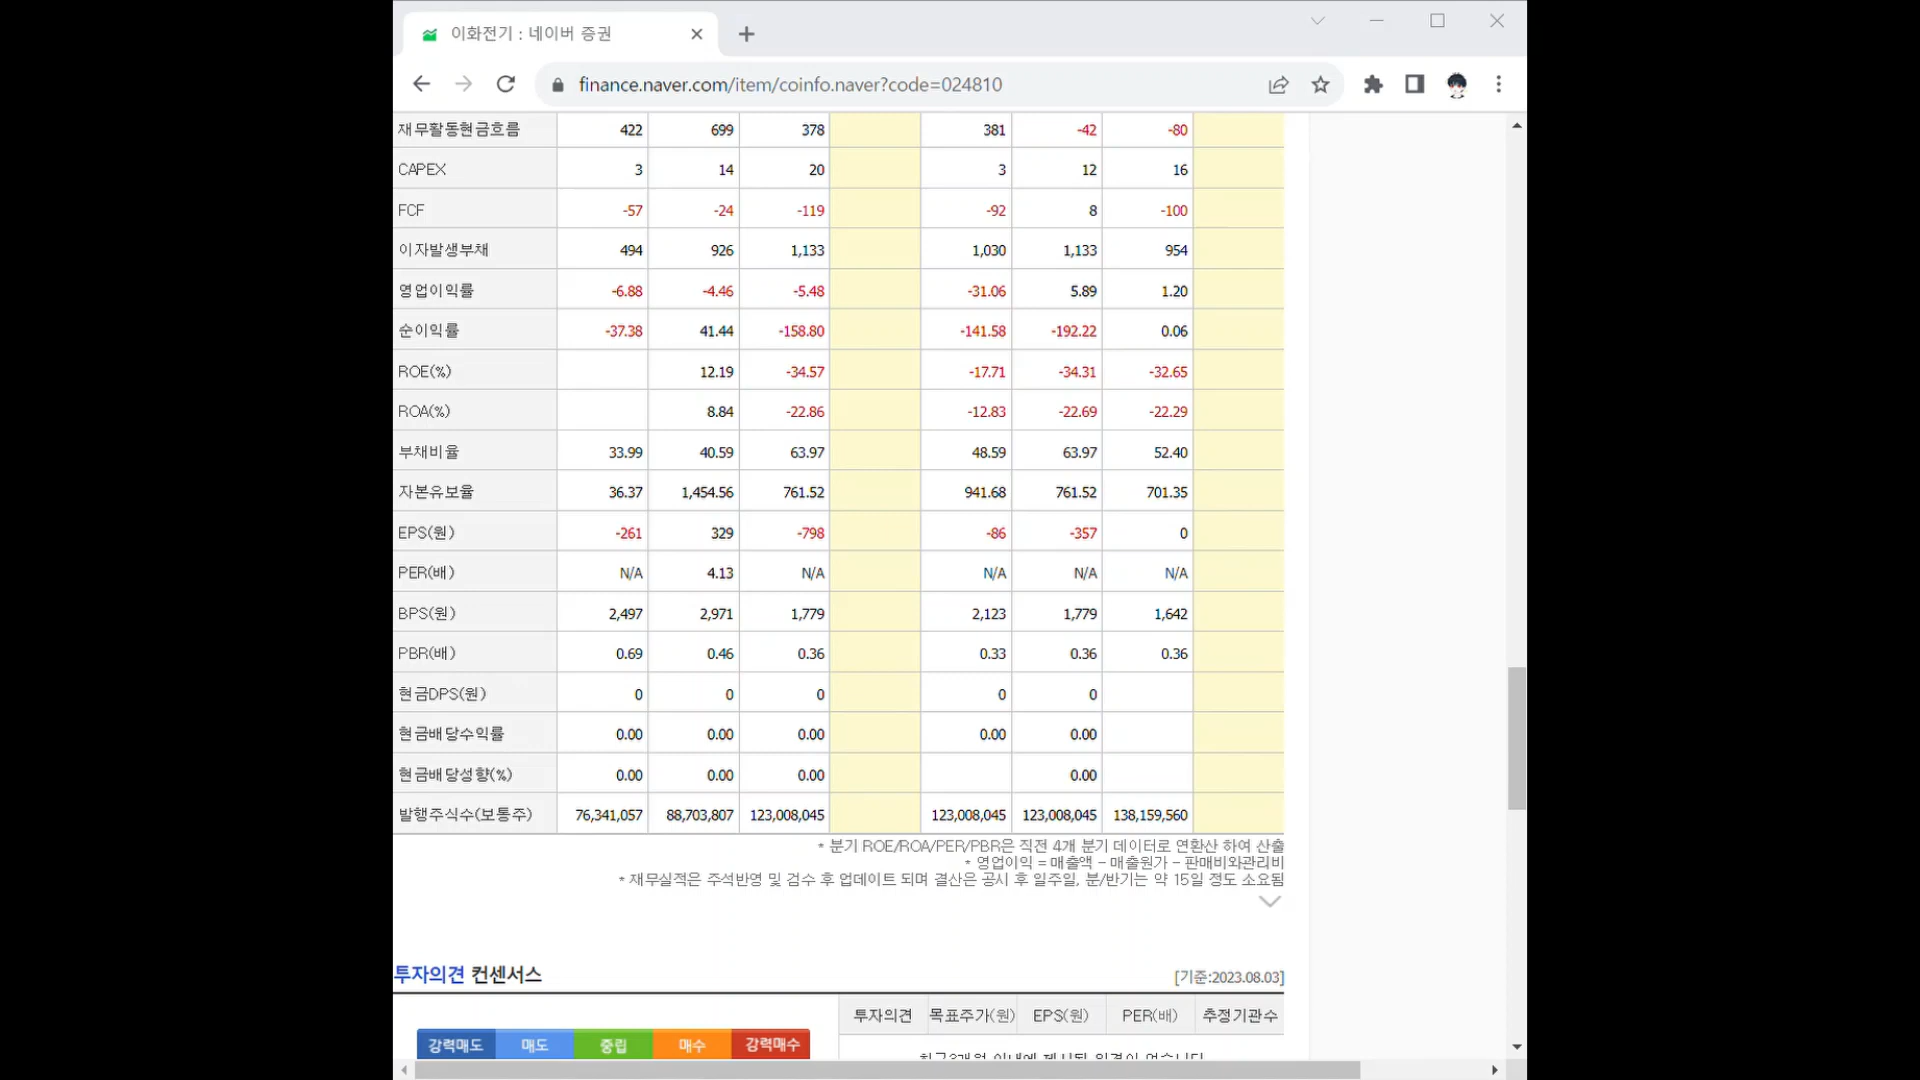 이화전기 : 네이버 증권
finance.naver.com/item/coinfo.naver?code=024810
재무활동현금흐름 422 699 378 381 -42 -80
CAPEX 3 14 20 3 12 16
FCF -57 -24 -119 -92 8 -100
이자발생부채 494 926 1,133 1,030 1,133 954
영업이익률 -6.88 -4.46 -5.48 -31.06 5.89 1.20
순이익률 -37.38 41.44 -158.80 -141.58 -192.22 0.06
ROE(%) 12.19 -34.57 -17.71 -34.31 -32.65
ROA(%) 8.84 -22.86 -12.83 -22.69 -22.29
부채비율 33.99 40.59 63.97 48.59 63.97 52.40
자본유보율 36.37 1,454.56 761.52 941.68 761.52 701.35
EPS(원) -261 329 -798 -86 -357 0
PER(배) N/A 4.13 N/A N/A N/A N/A
BPS(원) 2,497 2,971 1,779 2,123 1,779 1,642
PBR(배) 0.69 0.46 0.36 0.33 0.36 0.36
현금DPS(원) 0 0 0 0 0
현금배당수익률 0.00 0.00 0.00 0.00 0.00
현금배당성향(%) 0.00 0.00 0.00 0.00
발행주식수(보통주) 76,341,057 88,703,807 123,008,045 123,008,045 123,008,045 138,159,560
* 분기 ROE/ROA/PER/PBR은 직전 4개 분기 데이터로 연환산 하여 산출
* 영업이익 = 매출액 - 매출원가 - 판매비와관리비
* 재무실적은 주석반영 및 검수 후 업데이트 되며 결산은 공시 후 일주일, 분/반기는 약 15일 정도 소요됨
투자의견 컨센서스 [기준:2023.08.03]
투자의견 목표주가(원) EPS(원) PER(배) 추정기관수
강력매도 매도 중립 매수 강력매수